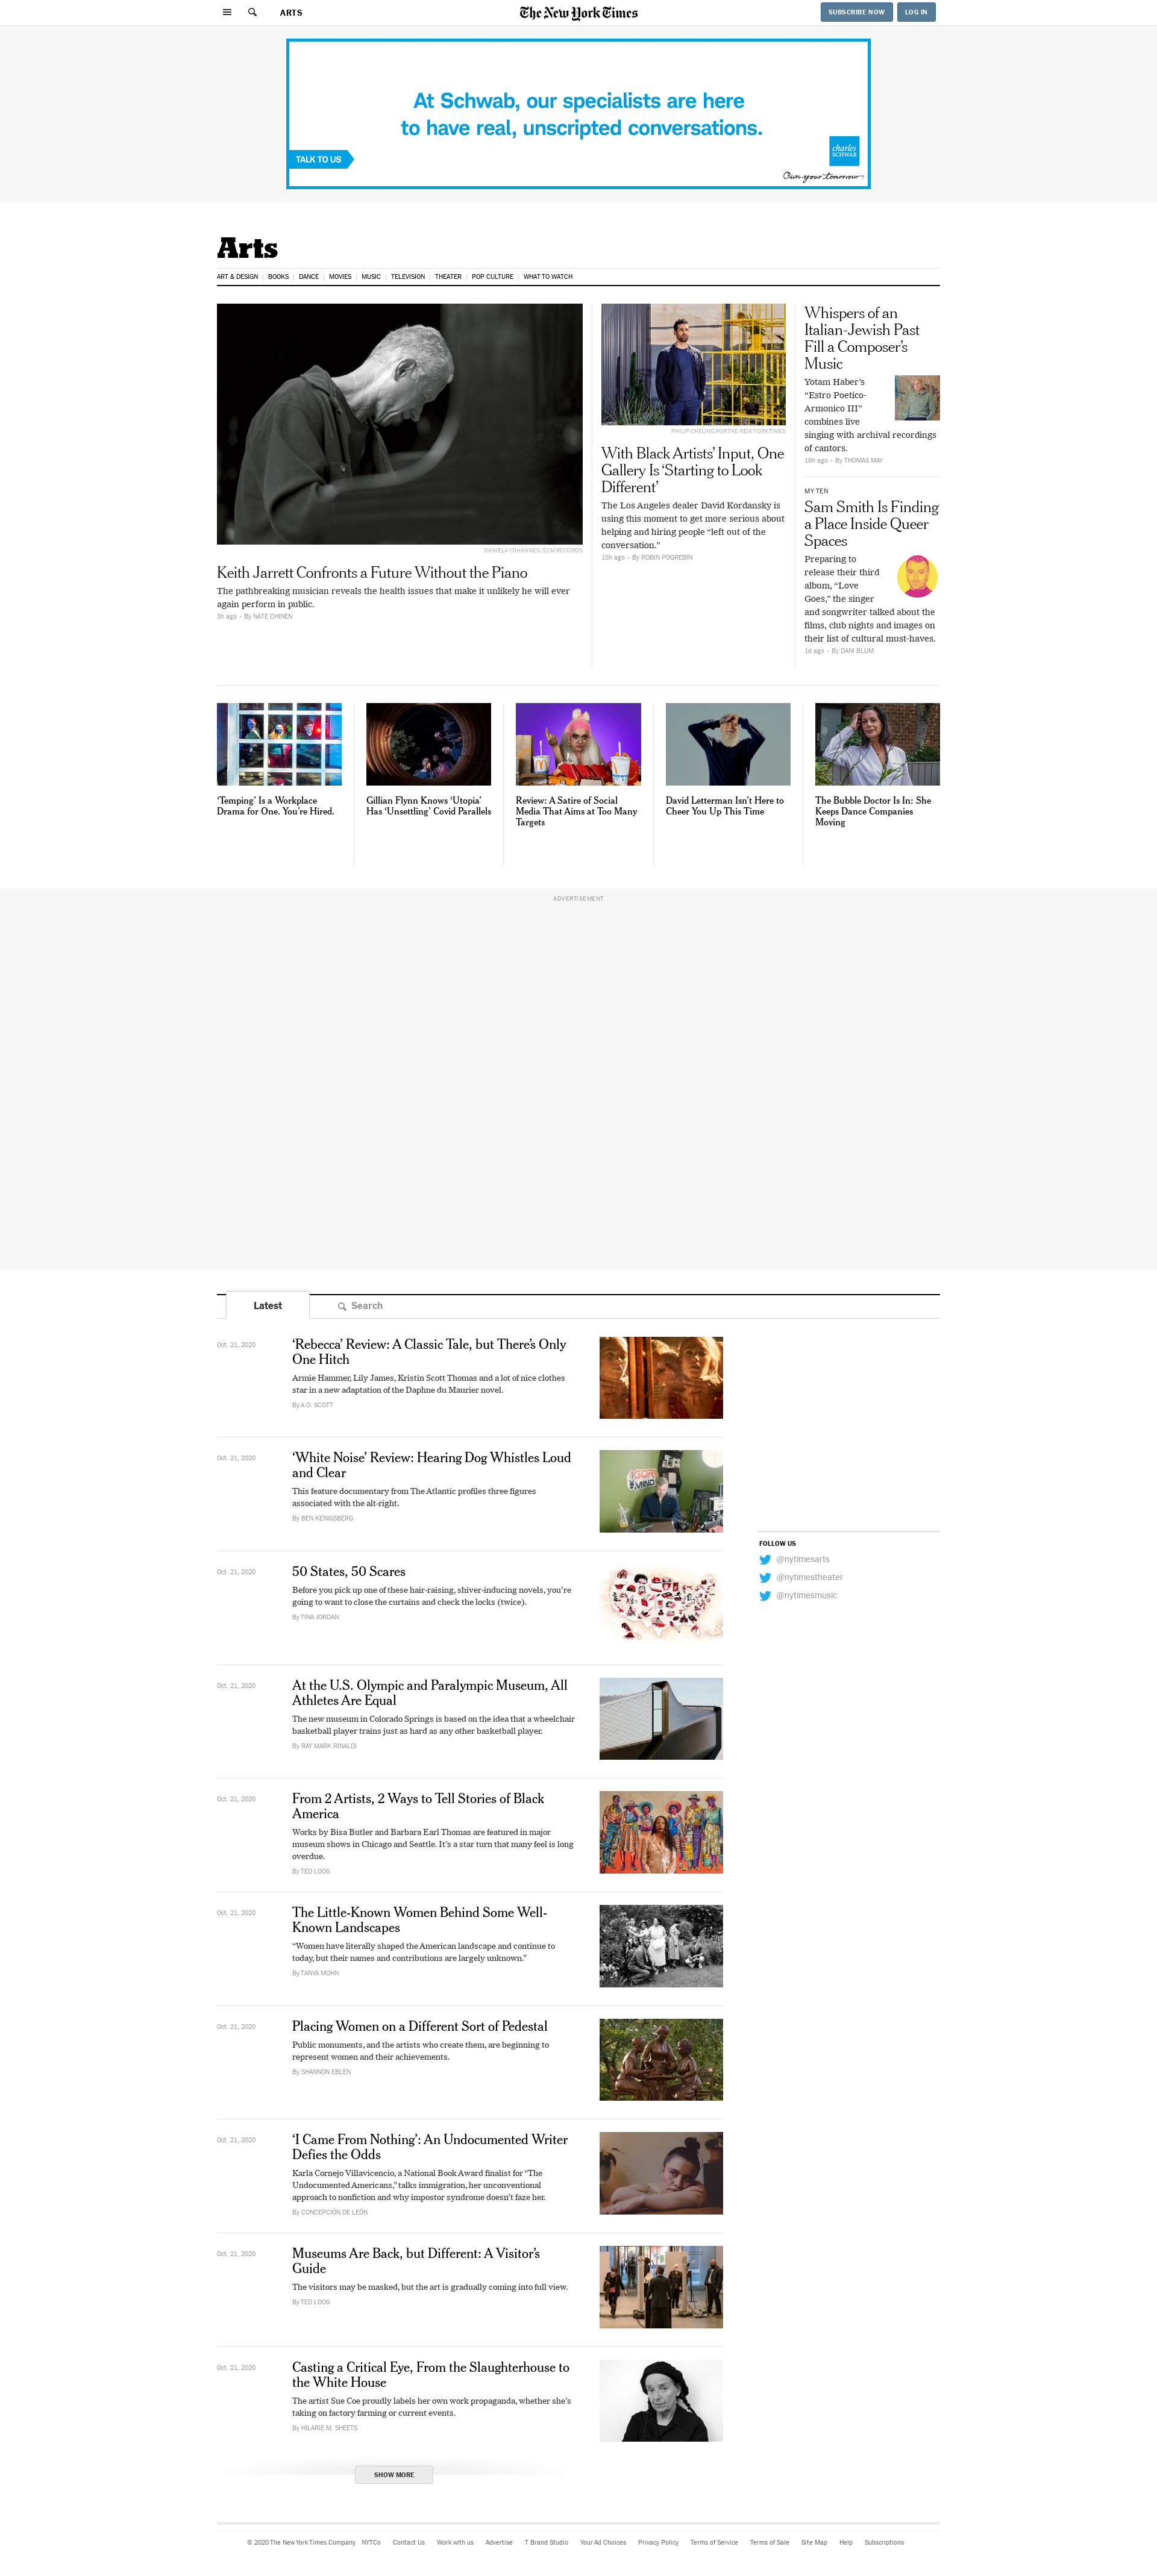 ARTS
The New York Times
SUBSCRIBE NOW
LOG IN
At Schwab, our specialists are here
to have real, unscripted conversations.
TALK TO US
charles
SCHWAB
Own your tomorrow
Arts
ART & DESIGN
BOOKS
DANCE
MOVIES
MUSIC
TELEVISION
THEATER
POP CULTURE
WHAT TO WATCH
DANIELA YOHANNES/ECM RECORDS
Keith Jarrett Confronts a Future Without the Piano
The pathbreaking musician reveals the health issues that make it unlikely he will ever
again perform in public.
3h ago • By NATE CHINEN
PHILIP CHEUNG FOR THE NEW YORK TIMES
With Black Artists’ Input, One
Gallery Is ‘Starting to Look
Different’
The Los Angeles dealer David Kordansky is
using this moment to get more serious about
helping and hiring people “left out of the
conversation.”
15h ago • By ROBIN POGREBIN
Whispers of an
Italian-Jewish Past
Fill a Composer’s
Music
Yotam Haber’s
“Estro Poetico-
Armonico III”
combines live
singing with archival recordings
of cantors.
16h ago • By THOMAS MAY
MY TEN
Sam Smith Is Finding
a Place Inside Queer
Spaces
Preparing to
release their third
album, “Love
Goes,” the singer
and songwriter talked about the
films, club nights and images on
their list of cultural must-haves.
1d ago • By DANI BLUM
‘Temping’ Is a Workplace
Drama for One. You’re Hired.
Gillian Flynn Knows ‘Utopia’
Has ‘Unsettling’ Covid Parallels
Review: A Satire of Social
Media That Aims at Too Many
Targets
David Letterman Isn’t Here to
Cheer You Up This Time
The Bubble Doctor Is In: She
Keeps Dance Companies
Moving
ADVERTISEMENT
Latest
Search
Oct. 21, 2020
‘Rebecca’ Review: A Classic Tale, but There’s Only
One Hitch
Armie Hammer, Lily James, Kristin Scott Thomas and a lot of nice clothes
star in a new adaptation of the Daphne du Maurier novel.
By A.O. SCOTT
Oct. 21, 2020
‘White Noise’ Review: Hearing Dog Whistles Loud
and Clear
This feature documentary from The Atlantic profiles three figures
associated with the alt-right.
By BEN KENIGSBERG
GORI
MIND
Oct. 21, 2020
50 States, 50 Scares
Before you pick up one of these hair-raising, shiver-inducing novels, you’re
going to want to close the curtains and check the locks (twice).
By TINA JORDAN
FOLLOW US
@nytimesarts
@nytimestheater
@nytimesmusic
Oct. 21, 2020
At the U.S. Olympic and Paralympic Museum, All
Athletes Are Equal
The new museum in Colorado Springs is based on the idea that a wheelchair
basketball player trains just as hard as any other basketball player.
By RAY MARK RINALDI
Oct. 21, 2020
From 2 Artists, 2 Ways to Tell Stories of Black
America
Works by Bisa Butler and Barbara Earl Thomas are featured in major
museum shows in Chicago and Seattle. It’s a star turn that many feel is long
overdue.
By TED LOOS
Oct. 21, 2020
The Little-Known Women Behind Some Well-
Known Landscapes
“Women have literally shaped the American landscape and continue to
today, but their names and contributions are largely unknown.”
By TANYA MOHN
Oct. 21, 2020
Placing Women on a Different Sort of Pedestal
Public monuments, and the artists who create them, are beginning to
represent women and their achievements.
By SHANNON EBLEN
Oct. 21, 2020
‘I Came From Nothing’: An Undocumented Writer
Defies the Odds
Karla Cornejo Villavicencio, a National Book Award finalist for “The
Undocumented Americans,” talks immigration, her unconventional
approach to nonfiction and why impostor syndrome doesn’t faze her.
By CONCEPCIÓN DE LEÓN
Oct. 21, 2020
Museums Are Back, but Different: A Visitor’s
Guide
The visitors may be masked, but the art is gradually coming into full view.
By TED LOOS
Oct. 21, 2020
Casting a Critical Eye, From the Slaughterhouse to
the White House
The artist Sue Coe proudly labels her own work propaganda, whether she’s
taking on factory farming or current events.
By HILARIE M. SHEETS
SHOW MORE
© 2020 The New York Times Company
NYTCo
Contact Us
Work with us
Advertise
T Brand Studio
Your Ad Choices
Privacy Policy
Terms of Service
Terms of Sale
Site Map
Help
Subscriptions